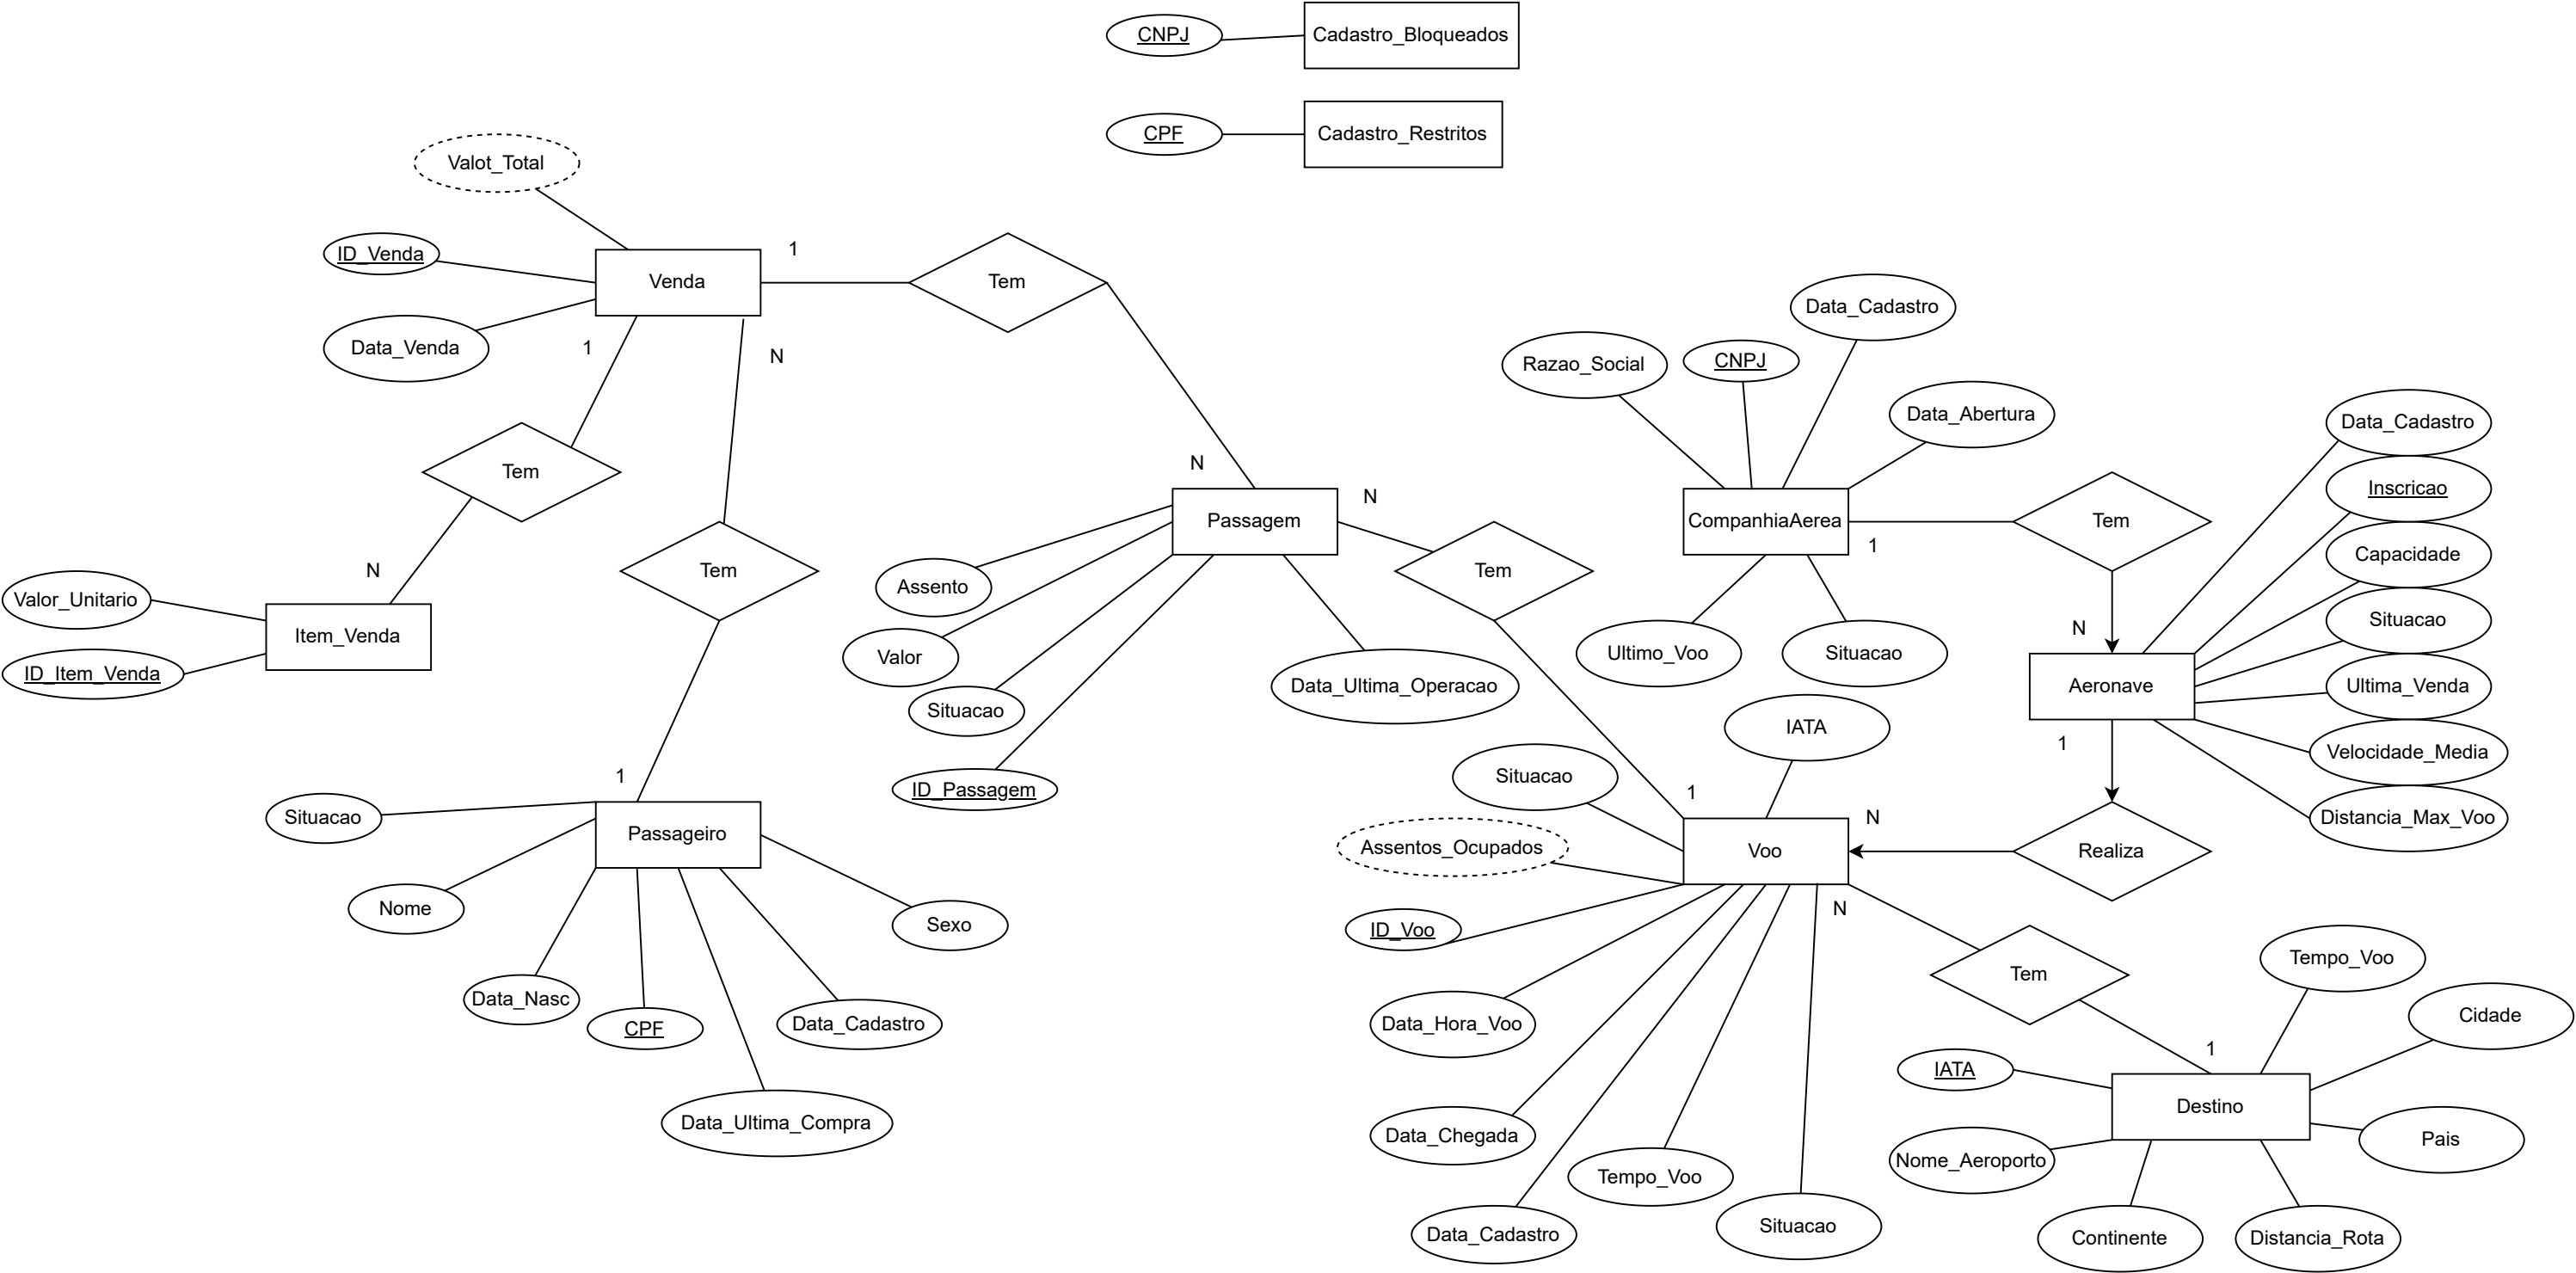 CNPJ
Cadastro_Bloqueados
CPF
Cadastro_Restritos
Valot_Total
ID_Venda
Data_Venda
Venda
1
Tem
1
N
Tem
N
Valor_Unitario
Item_Venda
ID_Item_Venda
Tem
1
Situacao
Passageiro
Nome
Sexo
Data_Nasc
CPF
Data_Cadastro
Data_Ultima_Compra
N
Passagem
N
Assento
Valor
Situacao
ID_Passagem
Data_Ultima_Operacao
Tem
1
Data_Cadastro
Razao_Social
CNPJ
Data_Abertura
CompanhiaAerea
1
Ultimo_Voo
Situacao
Tem
N
Data_Cadastro
Inscricao
Capacidade
Situacao
Ultima_Venda
Velocidade_Media
Distancia_Max_Voo
Aeronave
1
Realiza
N
IATA
Situacao
Assentos_Ocupados
Voo
ID_Voo
N
Data_Hora_Voo
Data_Chegada
Tempo_Voo
Data_Cadastro
Situacao
Tem
1
Tempo_Voo
Cidade
IATA
Destino
Pais
Nome_Aeroporto
Continente
Distancia_Rota